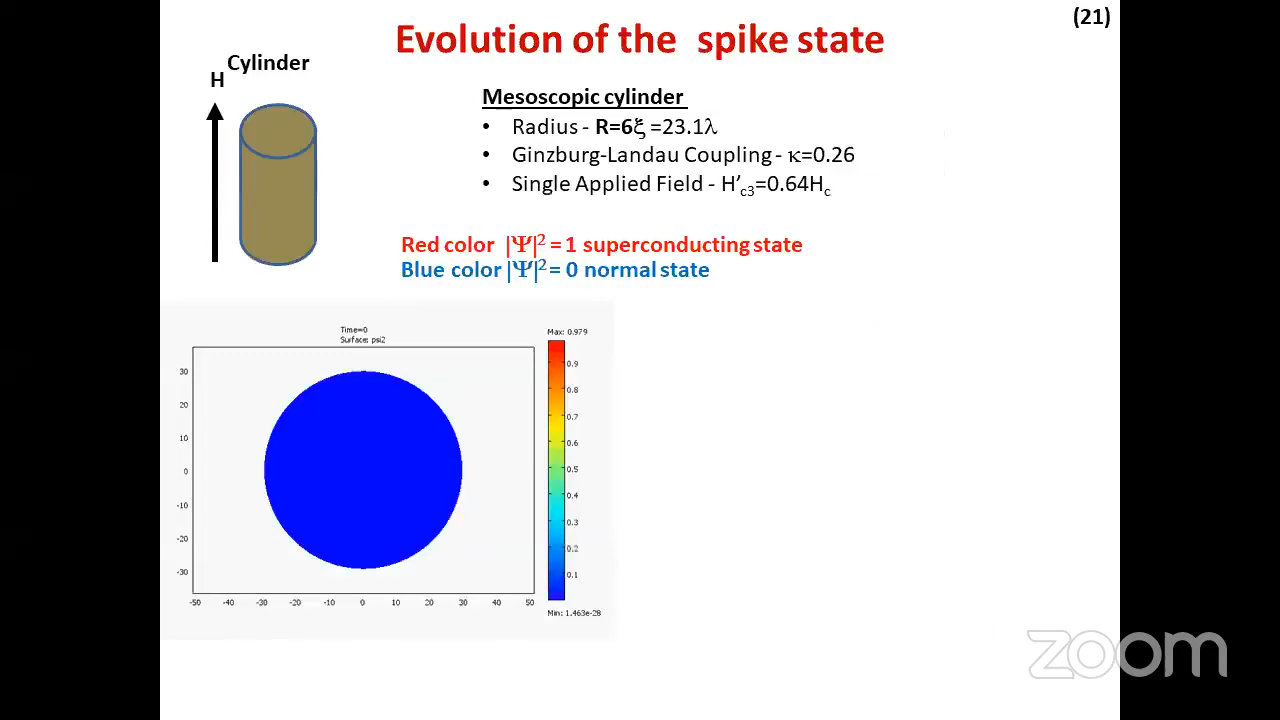 (21)
Evolution of the spike state
Cylinder
H
Mesoscopic cylinder
• Radius - R=6ξ =23.1λ
• Ginzburg-Landau Coupling - κ=0.26
• Single Applied Field - H’c3=0.64Hc
Red color |Ψ|2 = 1 superconducting state
Blue color |Ψ|2 = 0 normal state
Time=0
Surface: psi2
Max: 0.979
30
20
10
0
-10
-20
-30
-50 -40 -30 -20 -10 0 10 20 30 40 50
0.9
0.8
0.7
0.6
0.5
0.4
0.3
0.2
0.1
Min: 1.463e-28
zoom